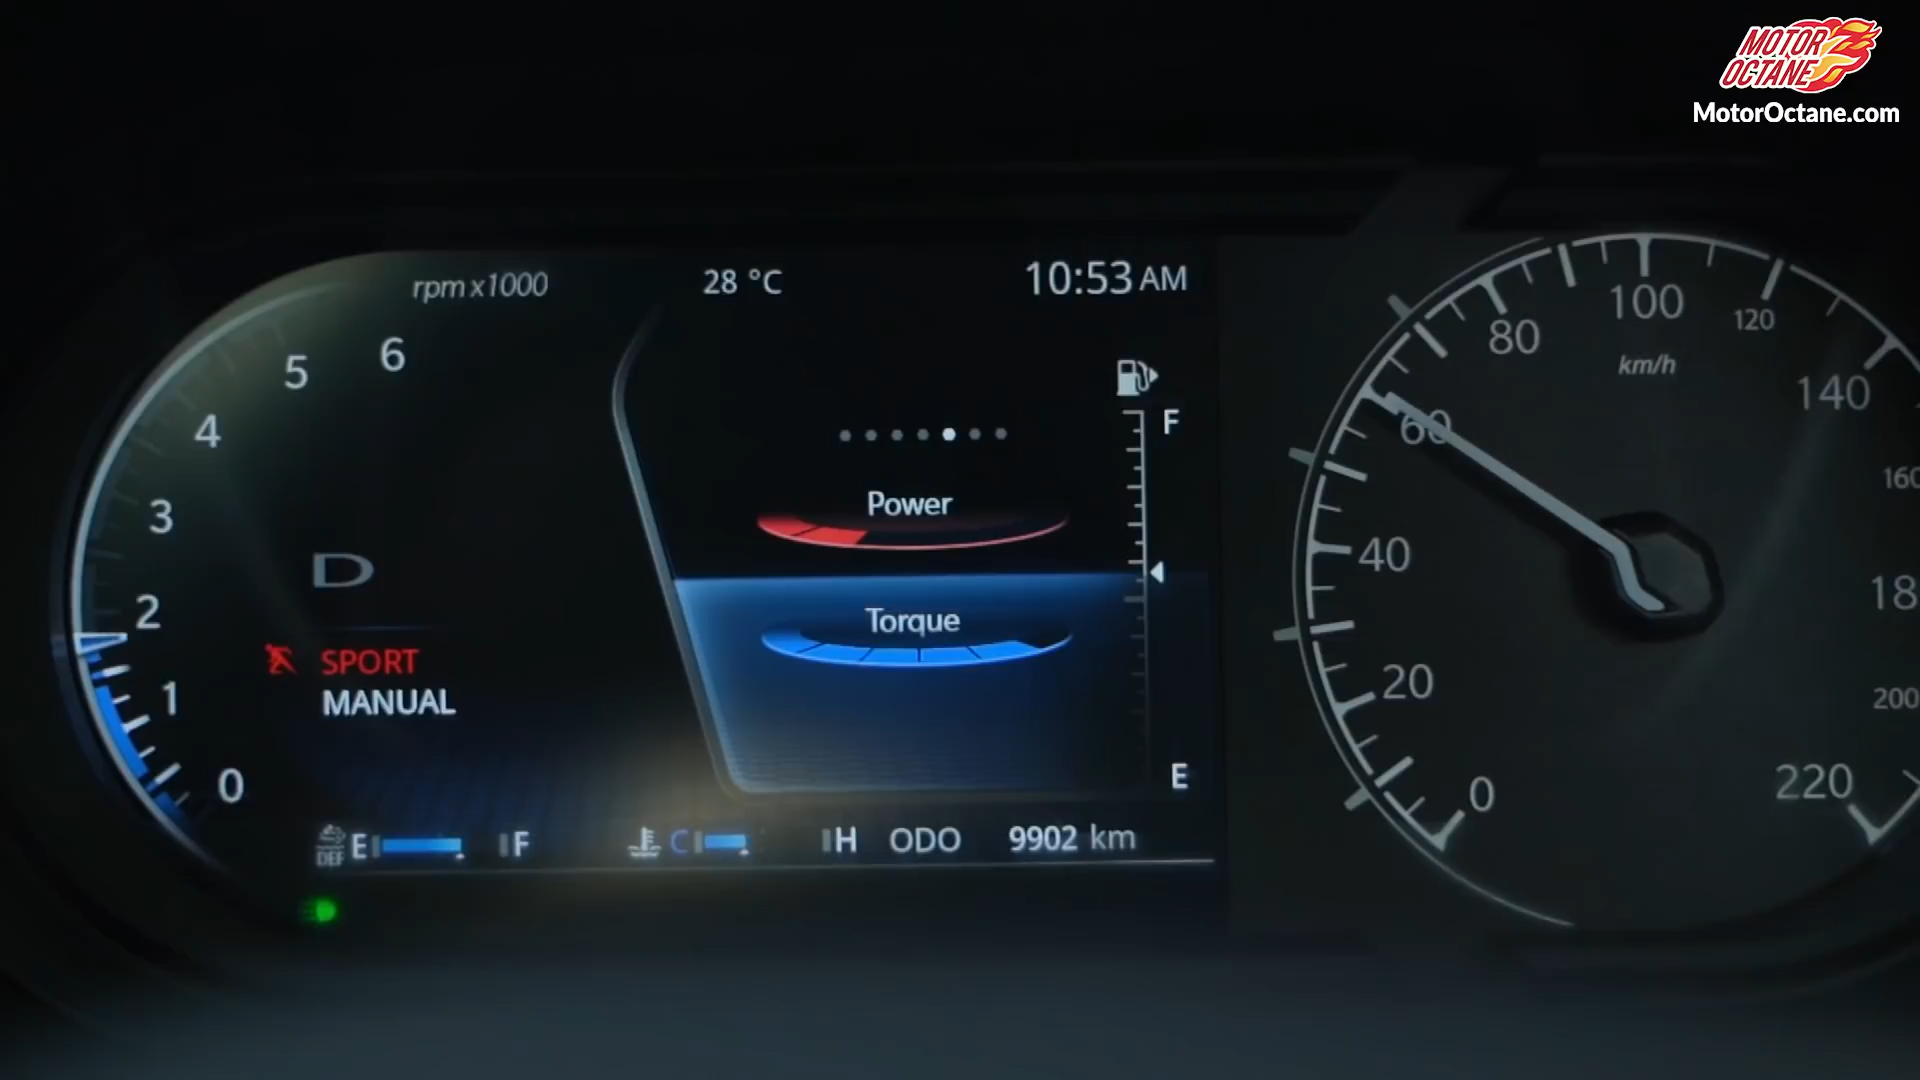 MOTOR
OCTANE
MotorOctane.com
rpm x1000
28 °C
10:53 AM
6
5
4
3
2
1
0
D
SPORT
MANUAL
Power
Torque
F
E
DEF E F
C H ODO 9902 km
0
20
40
60
80
100
120
140
160
18
200
220
km/h